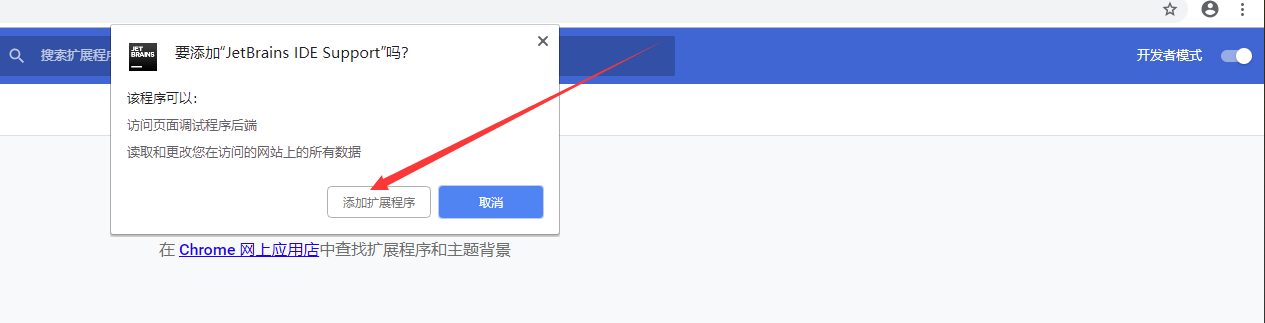 搜索扩展程序
开发者模式
JET
BRAINS
要添加“JetBrains IDE Support”吗?
该程序可以:
访问页面调试程序后端
读取和更改您在访问的网站上的所有数据
添加扩展程序
取消
在 Chrome 网上应用店中查找扩展程序和主题背景